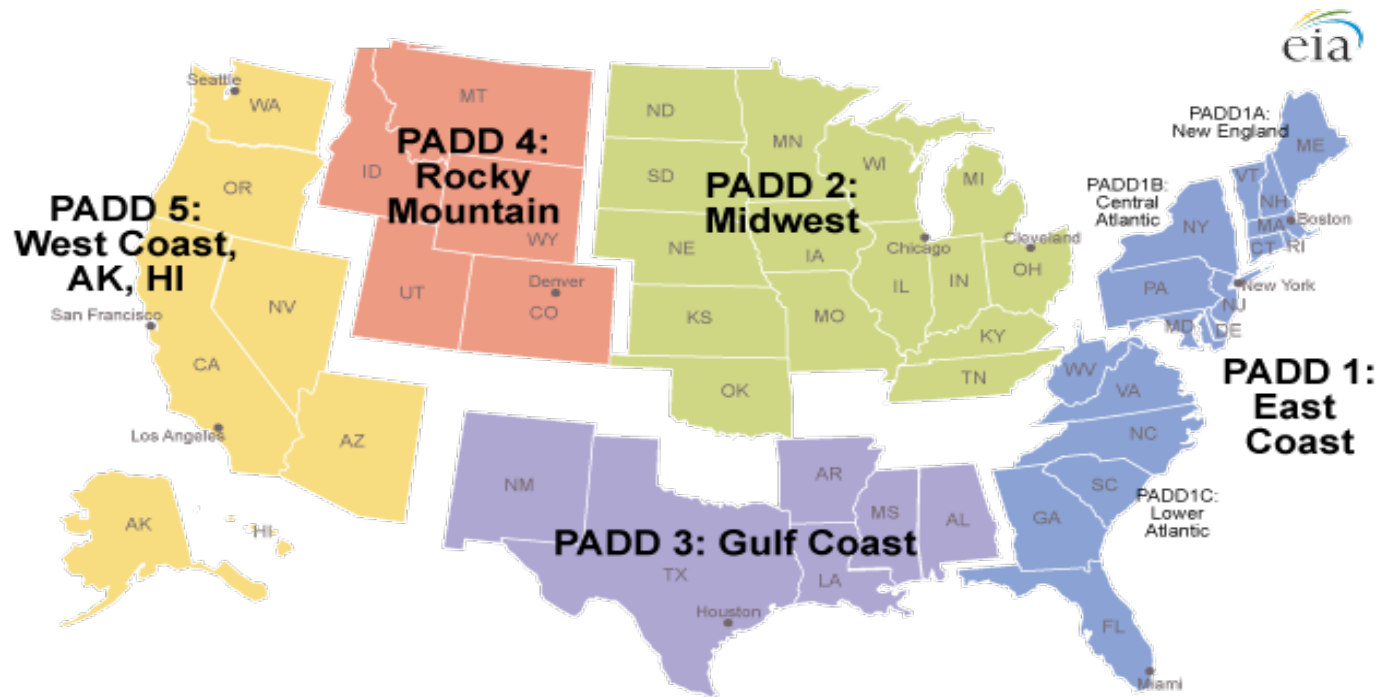 eia
Seattle
WA
MT
ND
MN
PADD1A:
New England
ME
PADD 4:
Rocky
Mountain
ID
OR
SD
WI
MI
PADD 2:
Midwest
PADD1B:
Central
Atlantic
VT
NH
MA
Boston
CT
RI
NY
PADD 5:
West Coast,
AK, HI
WY
NE
IA
Chicago
Cleveland
OH
IL
IN
PA
New York
NJ
MD
DE
San Francisco
NV
UT
Denver
CO
KS
MO
KY
WV
VA
PADD 1:
East
Coast
CA
OK
TN
NC
Los Angeles
AZ
NM
AR
SC
PADD1C:
Lower
Atlantic
MS
AL
GA
AK
HI
PADD 3: Gulf Coast
TX
LA
Houston
FL
Miami